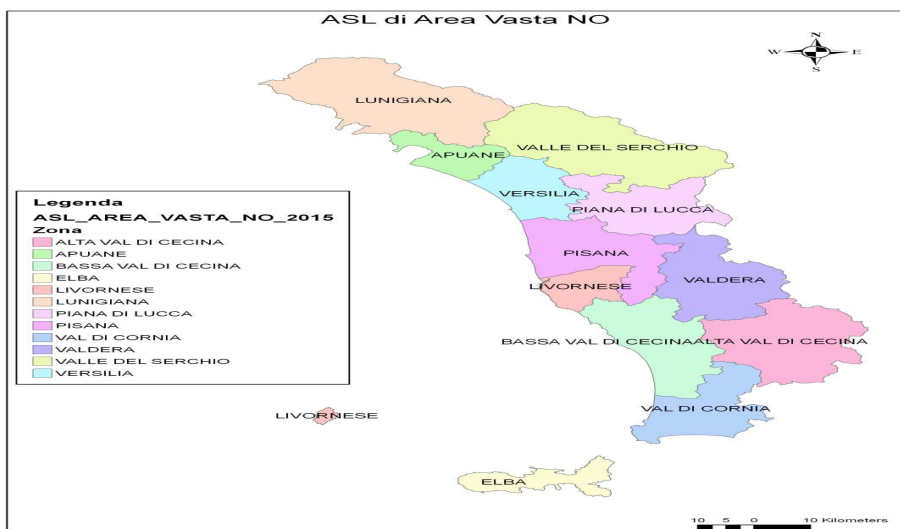 ASL di Area Vasta NO
N
W E
S
LUNIGIANA
VALLE DEL SERCHIO
APUANE
VERSILIA
PIANA DI LUCCA
PISANA
VALDERA
LIVORNESE
BASSA VAL DI CECINA
ALTA VAL DI CECINA
VAL DI CORNIA
LIVORNESE
ELBA
Legenda
ASL_AREA_VASTA_NO_2015
Zona
ALTA VAL DI CECINA
APUANE
BASSA VAL DI CECINA
ELBA
LIVORNESE
LUNIGIANA
PIANA DI LUCCA
PISANA
VAL DI CORNIA
VALDERA
VALLE DEL SERCHIO
VERSILIA
10 5 0 10 Kilometers